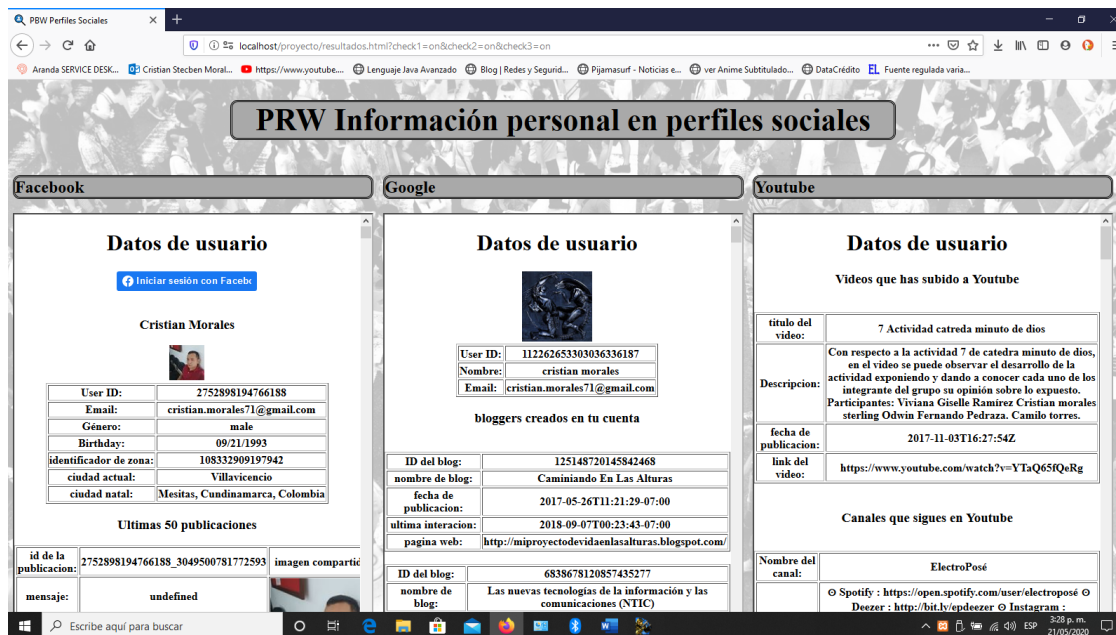 PBW Perfiles Sociales
localhost/proyecto/resultados.html?check1=on&check2=on&check3=on
Aranda SERVICE DESK... Cristian Stecben Moral... https://www.youtube.... Lenguaje Java Avanzado Blog | Redes y Segurid... Pijamasurf - Noticias e... ver Anime Subtitulado... DataCrédito EL Fuente regulada varia...
PRW Información personal en perfiles sociales
Facebook
Datos de usuario
Iniciar sesión con Facebo
Cristian Morales
User ID: 2752898194766188
Email: cristian.morales71@gmail.com
Género: male
Birthday: 09/21/1993
identificador de zona: 108332909197942
ciudad actual: Villavicencio
ciudad natal: Mesitas, Cundinamarca, Colombia
Ultimas 50 publicaciones
id de la
publicacion: 2752898194766188_3049500781772593 imagen compartid
mensaje: undefined
Google
Datos de usuario
User ID: 112262653303036336187
Nombre: cristian morales
Email: cristian.morales71@gmail.com
bloggers creados en tu cuenta
ID del blog: 125148720145842468
nombre de blog: Caminiando En Las Alturas
fecha de
publicacion: 2017-05-26T11:21:29-07:00
ultima interacion: 2018-09-07T00:23:43-07:00
pagina web: http://miproyectodevidaenlasalturas.blogspot.com/
ID del blog: 6838678120857435277
nombre de
blog: Las nuevas tecnologías de la información y las
comunicaciones (NTIC)
Youtube
Datos de usuario
Videos que has subido a Youtube
titulo del
video: 7 Actividad catreda minuto de dios
Descripcion: Con respecto a la actividad 7 de catedra minuto de dios,
en el video se puede observar el desarrollo de la
actividad exponiendo y dando a conocer cada uno de los
integrante del grupo su opinión sobre lo expuesto.
Participantes: Viviana Giselle Ramírez Cristian morales
sterling Odwin Fernando Pedraza. Camilo torres.
fecha de
publicacion: 2017-11-03T16:27:54Z
link del
video: https://www.youtube.com/watch?v=YTaQ65fQeRg
Canales que sigues en Youtube
Nombre del
canal: ElectroPosé
⊙ Spotify : https://open.spotify.com/user/electroposé ⊙
Deezer : http://bit.ly/epdeezer ⊙ Instagram :
Escribe aquí para buscar
ESP
3:28 p. m.
21/05/2020